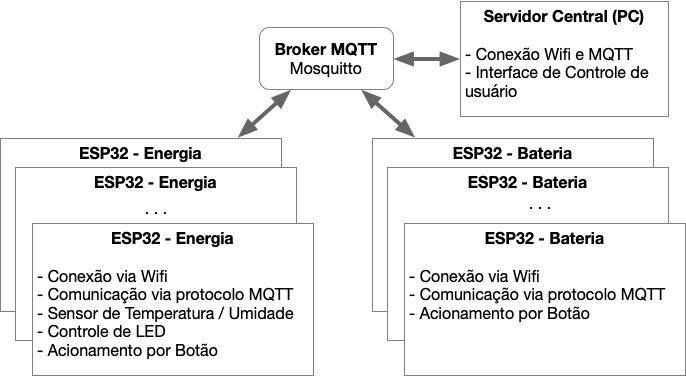 Servidor Central (PC)
- Conexão Wifi e MQTT
- Interface de Controle de
usuário
Broker MQTT
Mosquitto
ESP32 - Energia
ESP32 - Energia
. . .
ESP32 - Energia
- Conexão via Wifi
- Comunicação via protocolo MQTT
- Sensor de Temperatura / Umidade
- Controle de LED
- Acionamento por Botão
ESP32 - Bateria
ESP32 - Bateria
. . .
ESP32 - Bateria
- Conexão via Wifi
- Comunicação via protocolo MQTT
- Acionamento por Botão